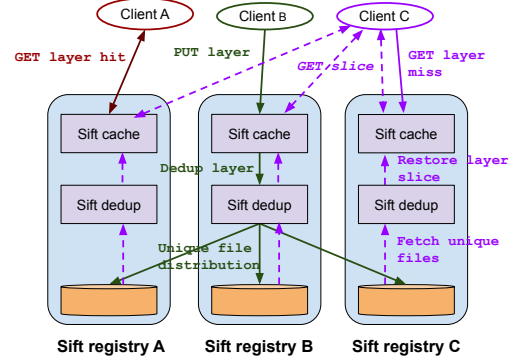 Client A
Client B
Client C
GET layer hit
PUT layer
GET slice
GET layer
miss
Sift cache
Sift cache
Sift cache
Dedup layer
Restore layer
slice
Sift dedup
Sift dedup
Sift dedup
Unique file
distribution
Fetch unique
files
Sift registry A
Sift registry B
Sift registry C